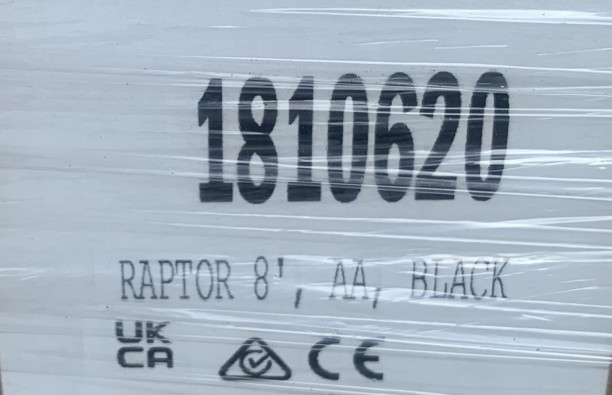 1810620
RAPTOR 8', AA, BLACK
UK
CA
CE